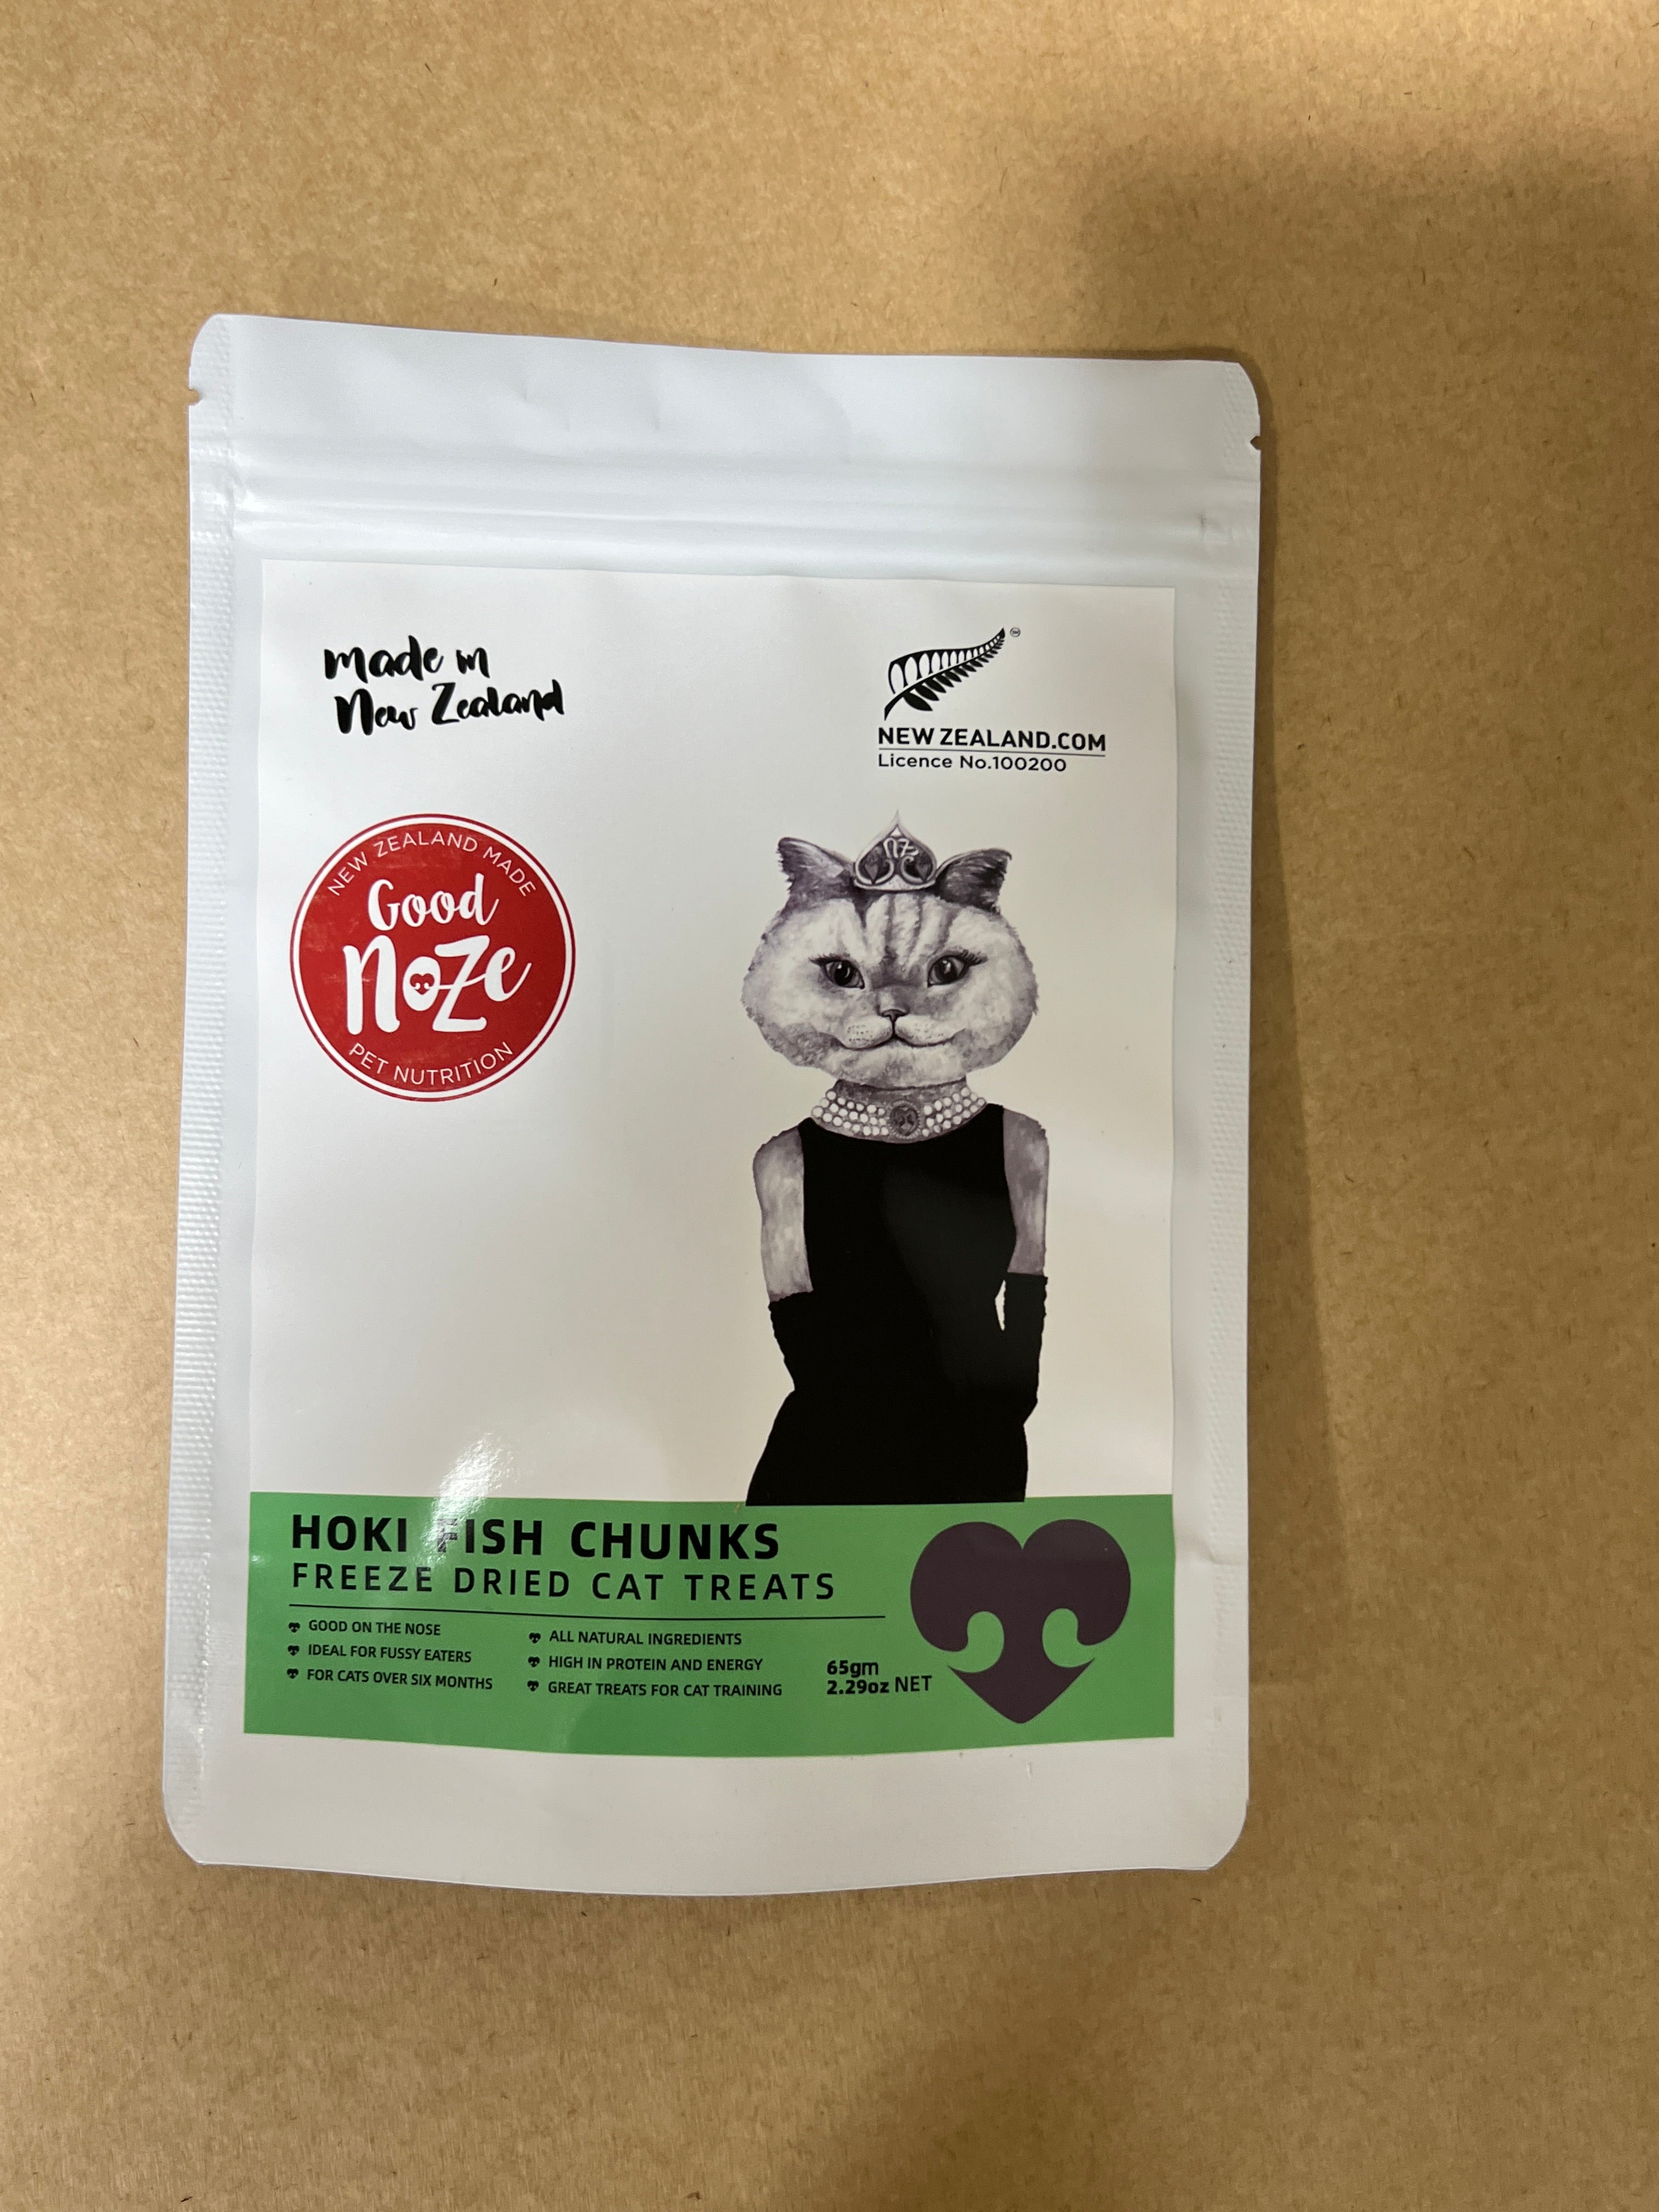 made in
New Zealand
NEW ZEALAND.COM
Licence No.100200
NEW ZEALAND MADE
Good
NoZe
PET NUTRITION
NZ
HOKI FISH CHUNKS
FREEZE DRIED CAT TREATS
GOOD ON THE NOSE
IDEAL FOR FUSSY EATERS
FOR CATS OVER SIX MONTHS
ALL NATURAL INGREDIENTS
HIGH IN PROTEIN AND ENERGY
GREAT TREATS FOR CAT TRAINING
65gm
2.29oz NET